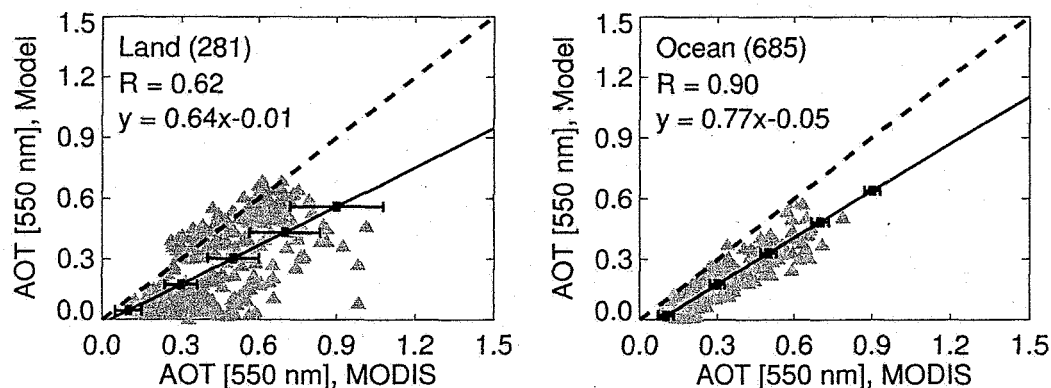 Land (281)
R = 0.62
y = 0.64x-0.01
AOT [550 nm], Model
1.5
1.2
0.9
0.6
0.3
0.0
0.0 0.3 0.6 0.9 1.2 1.5
AOT [550 nm], MODIS
Ocean (685)
R = 0.90
y = 0.77x-0.05
AOT [550 nm], Model
1.5
1.2
0.9
0.6
0.3
0.0
0.0 0.3 0.6 0.9 1.2 1.5
AOT [550 nm], MODIS